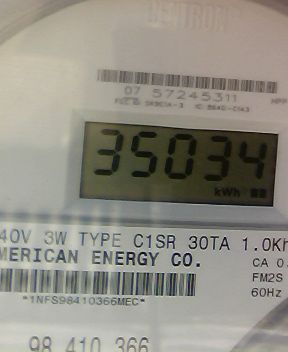 07 57245311
35034
kWh
40V 3W TYPE C1SR 30TA 1.0Kh
MERICAN ENERGY CO.
CA 0.
FM2S
60Hz
*1NFS98410366MEC*
98 410 366